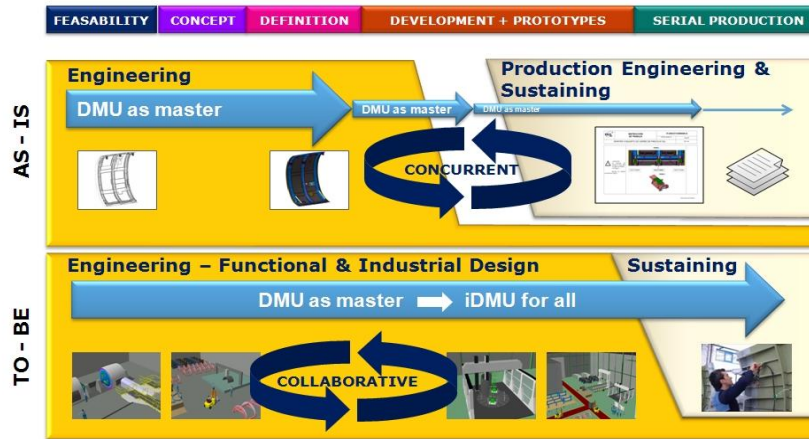 FEASABILITY
CONCEPT
DEFINITION
DEVELOPMENT + PROTOTYPES
SERIAL PRODUCTION
AS - IS
Engineering
Production Engineering &
Sustaining
DMU as master
DMU as master
DMU as master
CONCURRENT
TO - BE
Engineering – Functional & Industrial Design
Sustaining
DMU as master
iDMU for all
COLLABORATIVE